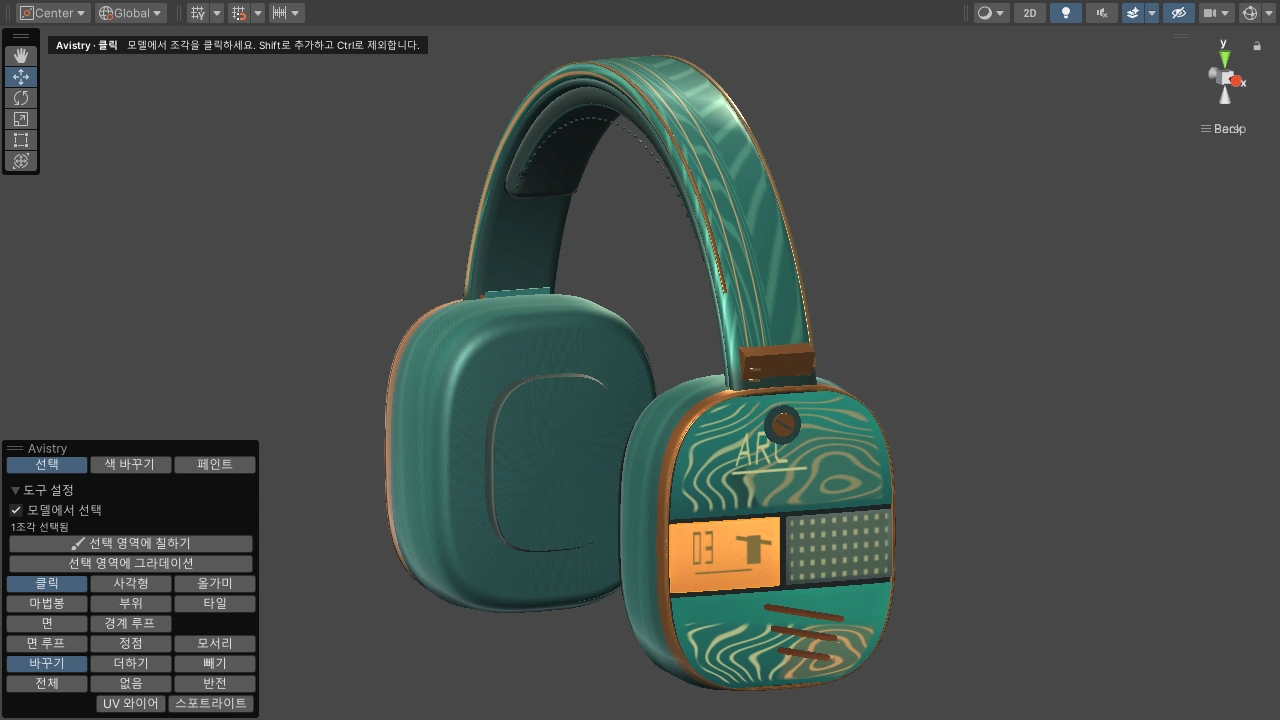 Center Global 2D
Avistry · 클릭 모델에서 조각을 클릭하세요. Shift로 추가하고 Ctrl로 제외합니다.
y
x
ARC
03
Avistry
선택 색 바꾸기 페인트
도구 설정
모델에서 선택
1조각 선택됨
선택 영역에 칠하기
선택 영역에 그라데이션
클릭 사각형 올가미
마법봉 부위 타일
면 경계 루프
면 루프 정점 모서리
바꾸기 더하기 빼기
전체 없음 반전
UV 와이어 스포트라이트